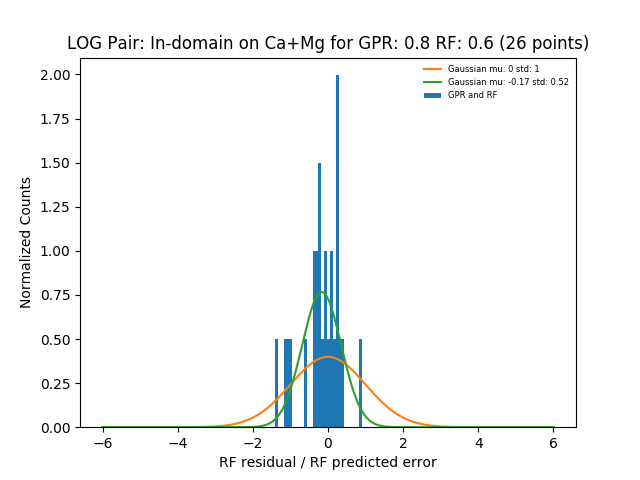 LOG Pair: In-domain on Ca+Mg for GPR: 0.8 RF: 0.6 (26 points)
Gaussian mu: 0 std: 1
Gaussian mu: -0.17 std: 0.52
GPR and RF
2.00
1.75
1.50
1.25
1.00
0.75
0.50
0.25
0.00
Normalized Counts
−6 −4 −2 0 2 4 6
RF residual / RF predicted error